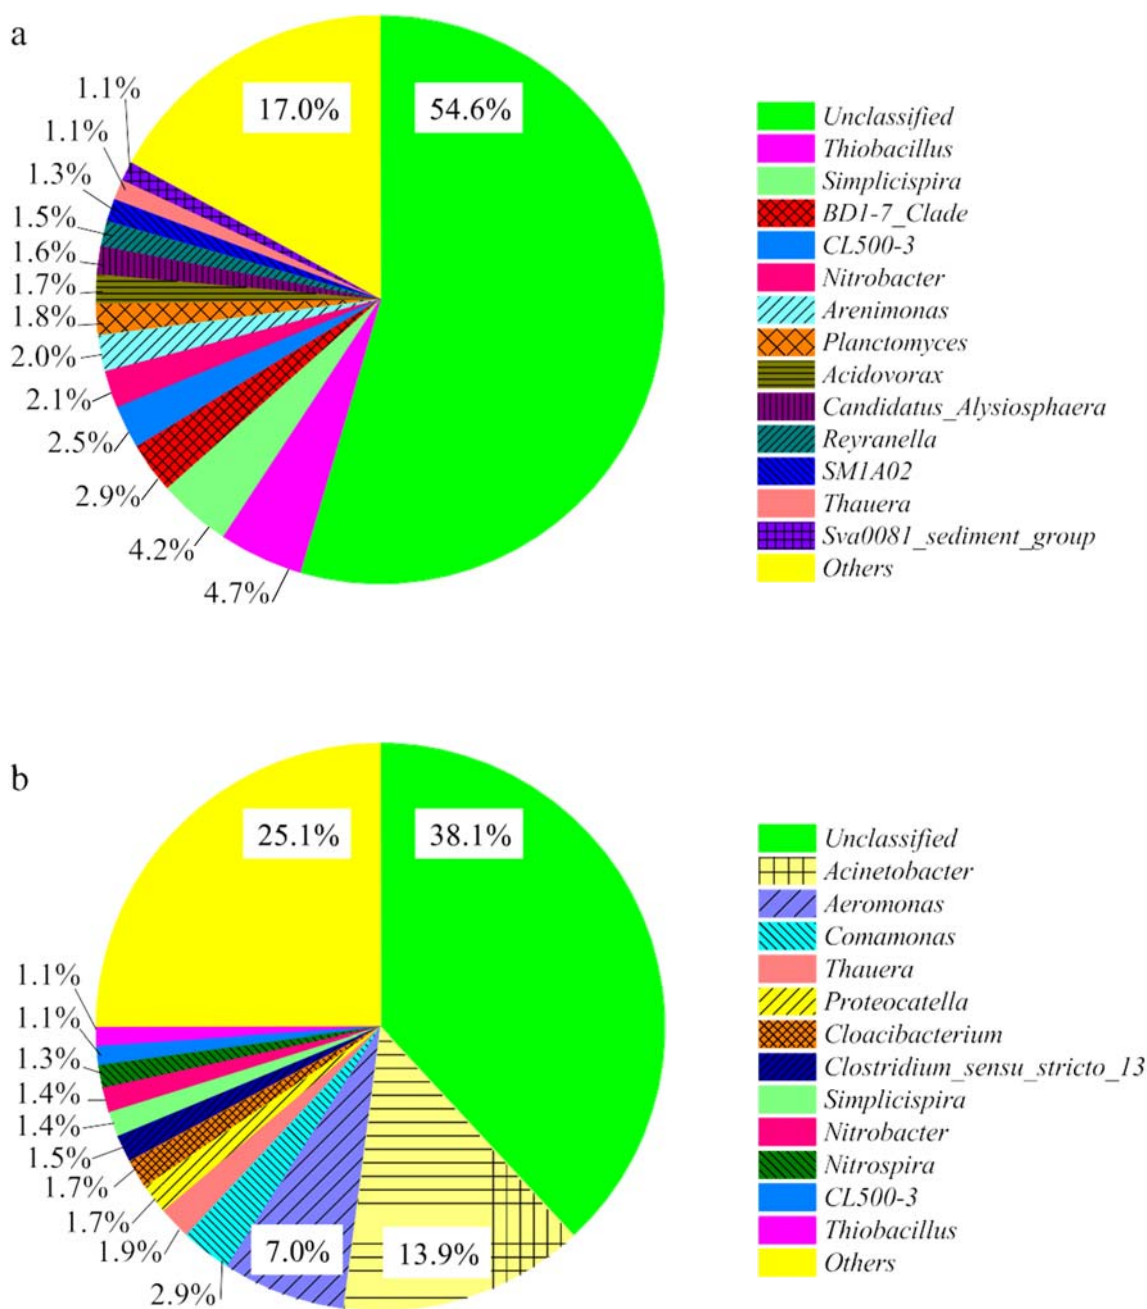 a
17.0%
54.6%
1.1%
1.1%
1.3%
1.5%
1.6%
1.7%
1.8%
2.0%
2.1%
2.5%
2.9%
4.2%
4.7%
Unclassified
Thiobacillus
Simplicispira
BD1-7_Clade
CL500-3
Nitrobacter
Arenimonas
Planctomyces
Acidovorax
Candidatus_Alysiosphaera
Reyranella
SM1A02
Thauera
Sva0081_sediment_group
Others
b
25.1%
38.1%
1.1%
1.1%
1.3%
1.4%
1.4%
1.5%
1.7%
1.7%
1.9%
2.9%
7.0%
13.9%
Unclassified
Acinetobacter
Aeromonas
Comamonas
Thauera
Proteocatella
Cloacibacterium
Clostridium_sensu_stricto_13
Simplicispira
Nitrobacter
Nitrospira
CL500-3
Thiobacillus
Others